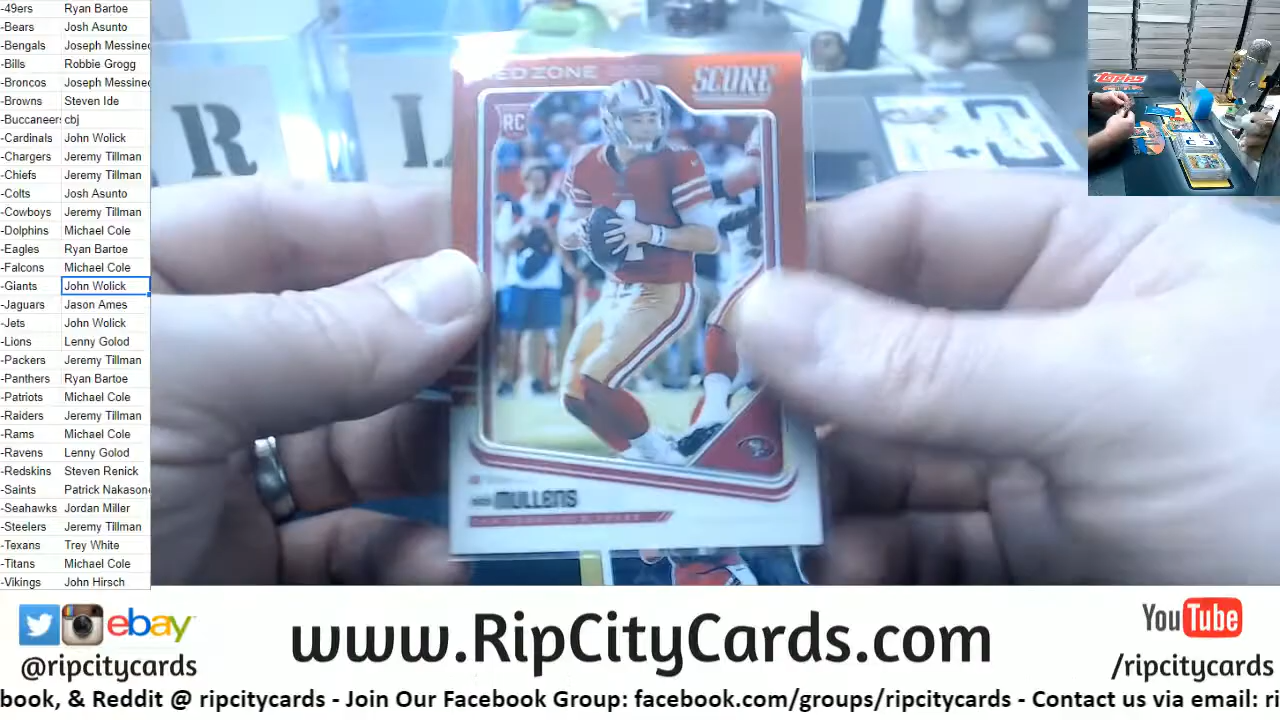 -49ers Ryan Bartoe
-Bears Josh Asunto
-Bengals Joseph Messined
-Bills Robbie Grogg
-Broncos Joseph Messined
-Browns Steven Ide
-Buccaneers cbj
-Cardinals John Wolick
-Chargers Jeremy Tillman
-Chiefs Jeremy Tillman
-Colts Josh Asunto
-Cowboys Jeremy Tillman
-Dolphins Michael Cole
-Eagles Ryan Bartoe
-Falcons Michael Cole
-Giants John Wolick
-Jaguars Jason Ames
-Jets John Wolick
-Lions Lenny Golod
-Packers Jeremy Tillman
-Panthers Ryan Bartoe
-Patriots Michael Cole
-Raiders Jeremy Tillman
-Rams Michael Cole
-Ravens Lenny Golod
-Redskins Steven Renick
-Saints Patrick Nakason
-Seahawks Jordan Miller
-Steelers Jeremy Tillman
-Texans Trey White
-Titans Michael Cole
-Vikings John Hirsch
RED ZONE
SCORE
RC
4
MULLENS
R
topps
ebay
@ripcitycards
www.RipCityCards.com
YouTube
/ripcitycards
book, & Reddit @ ripcitycards - Join Our Facebook Group: facebook.com/groups/ripcitycards - Contact us via email: ri